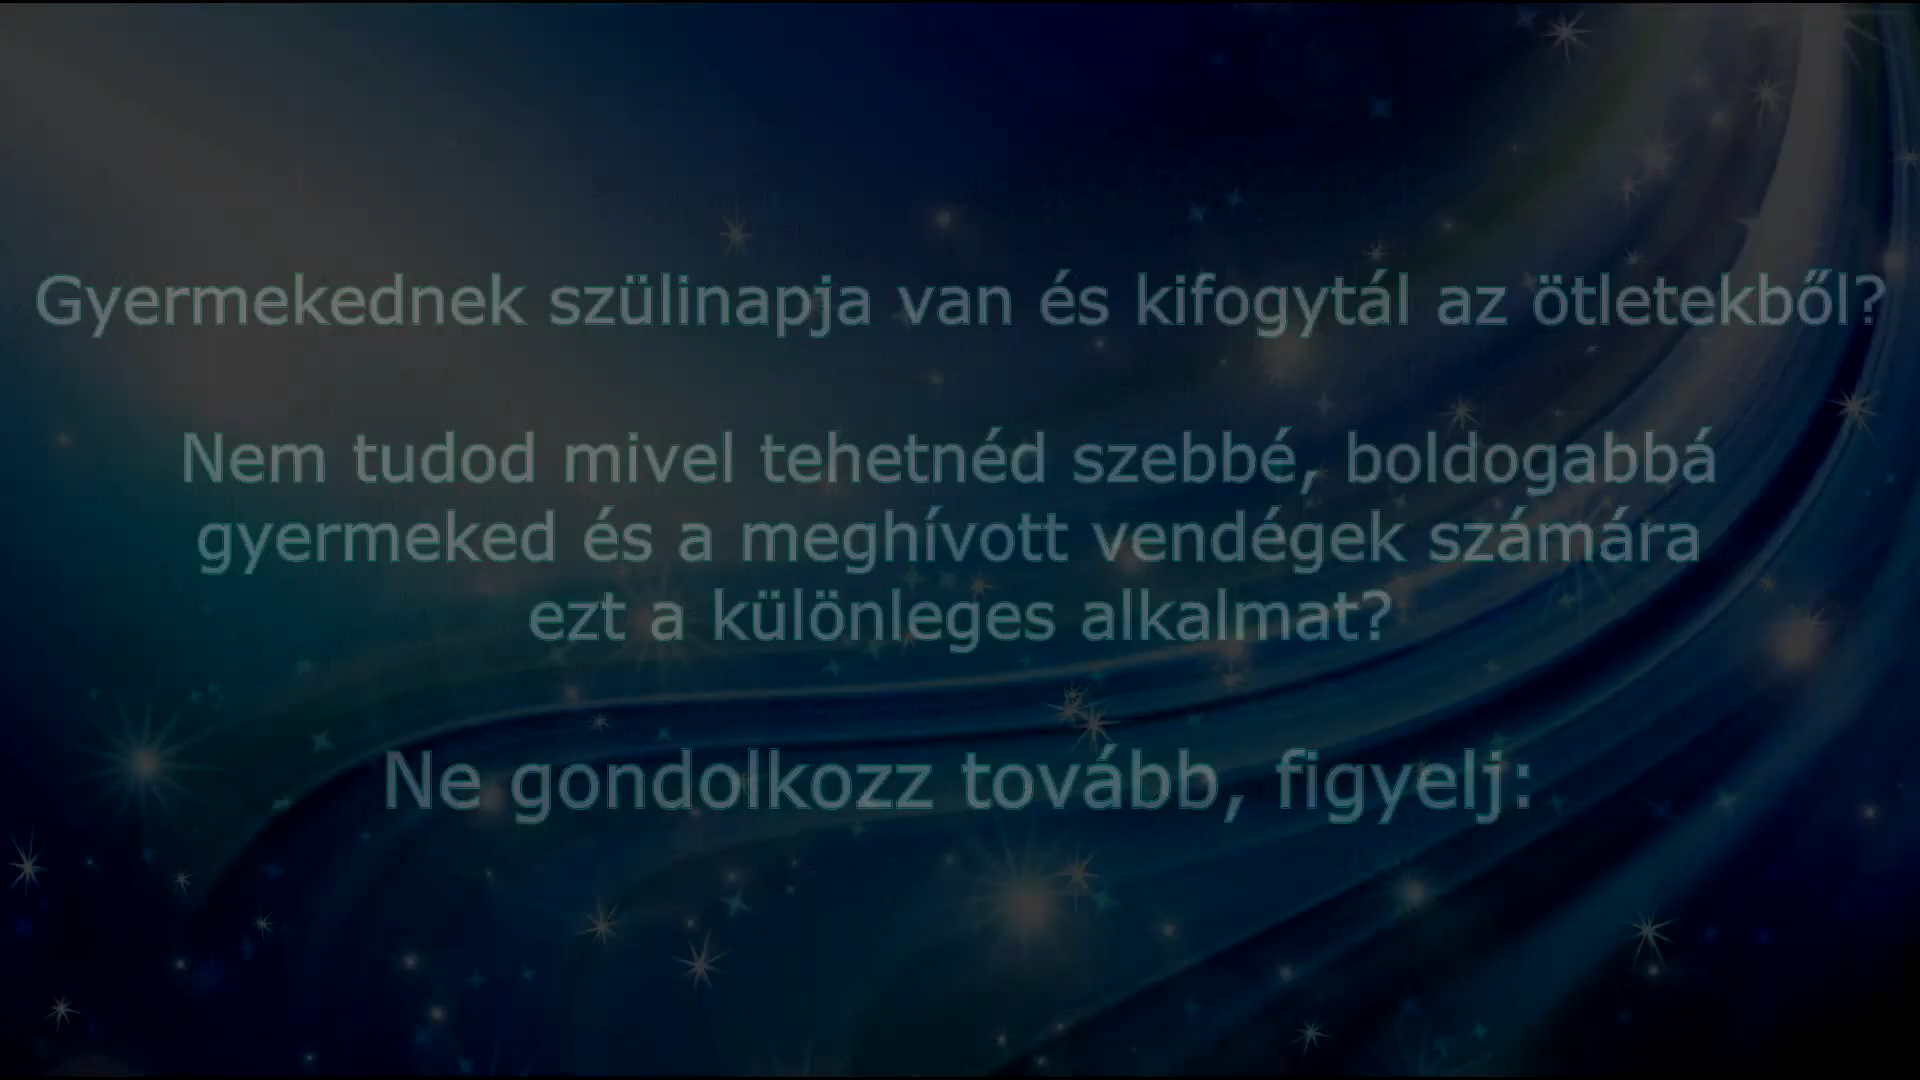 Gyermekednek szülinapja van és kifogytál az ötletekből?
Nem tudod mivel tehetnéd szebbé, boldogabbá
gyermeked és a meghívott vendégek számára
ezt a különleges alkalmat?
Ne gondolkozz tovább, figyelj: